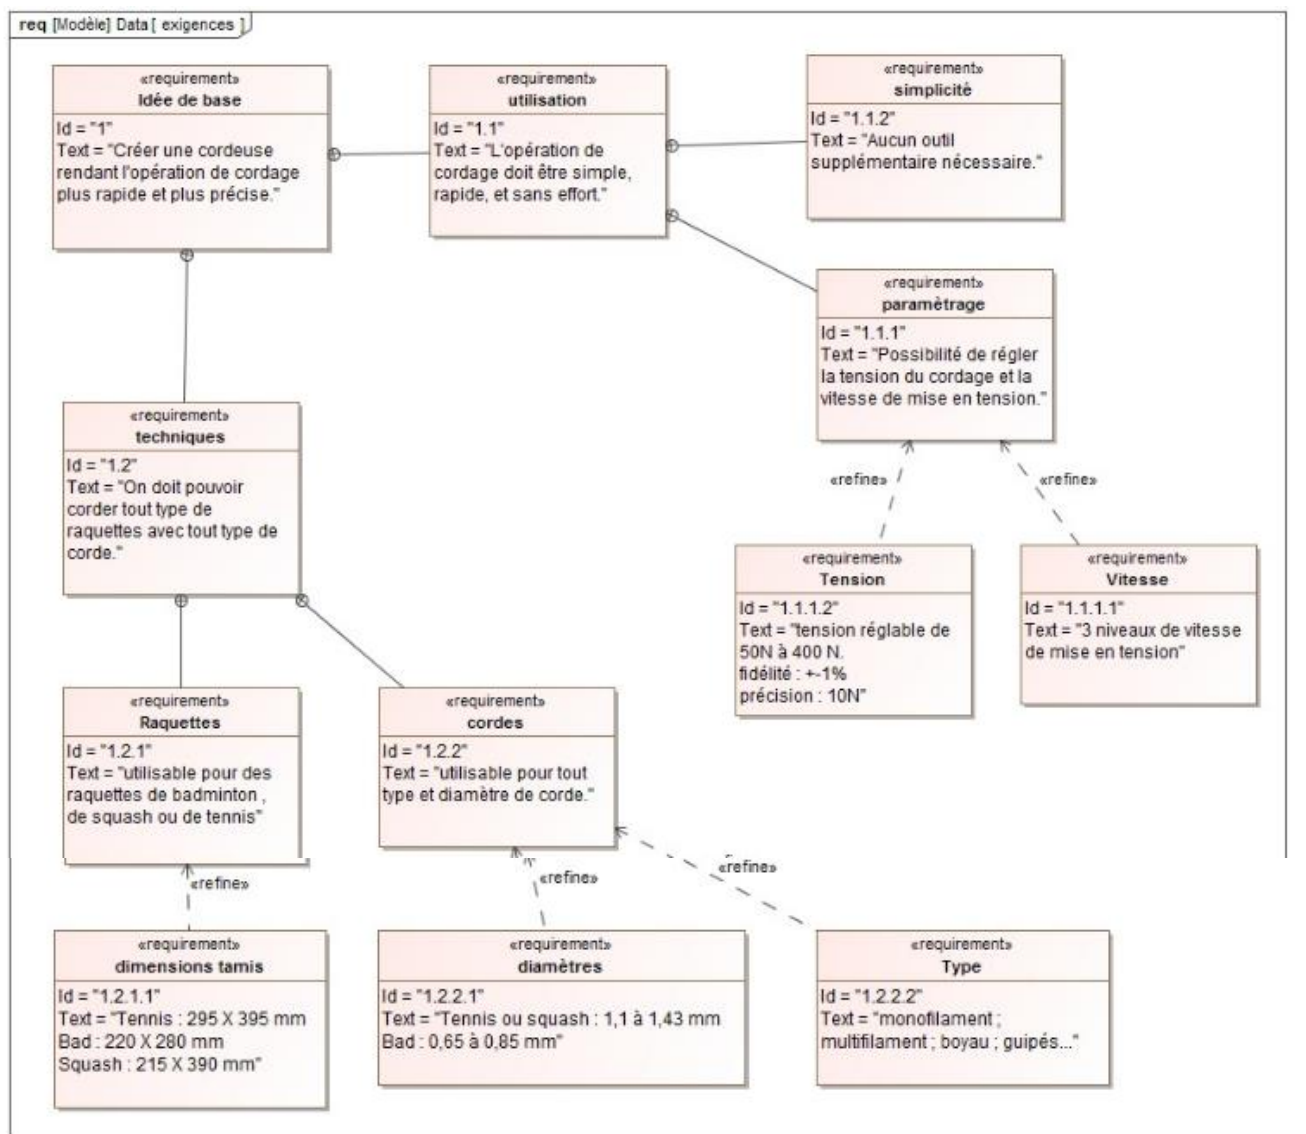 req [Modèle] Data [ exigences ]
«requirement»
Idée de base
Id = "1"
Text = "Créer une cordeuse
rendant l'opération de cordage
plus rapide et plus précise."
«requirement»
utilisation
Id = "1.1"
Text = "L'opération de
cordage doit être simple,
rapide, et sans effort."
«requirement»
simplicité
Id = "1.1.2"
Text = "Aucun outil
supplémentaire nécessaire."
«requirement»
paramètrage
Id = "1.1.1"
Text = "Possibilité de régler
la tension du cordage et la
vitesse de mise en tension."
«requirement»
techniques
Id = "1.2"
Text = "On doit pouvoir
corder tout type de
raquettes avec tout type de
corde."
«refine»
«refine»
«requirement»
Tension
Id = "1.1.1.2"
Text = "tension réglable de
50N à 400 N.
fidélité : +-1%
précision : 10N"
«requirement»
Vitesse
Id = "1.1.1.1"
Text = "3 niveaux de vitesse
de mise en tension"
«requirement»
Raquettes
Id = "1.2.1"
Text = "utilisable pour des
raquettes de badminton ,
de squash ou de tennis"
«requirement»
cordes
Id = "1.2.2"
Text = "utilisable pour tout
type et diamètre de corde."
«refine»
«refine»
«refine»
«requirement»
dimensions tamis
Id = "1.2.1.1"
Text = "Tennis : 295 X 395 mm
Bad : 220 X 280 mm
Squash : 215 X 390 mm"
«requirement»
diamètres
Id = "1.2.2.1"
Text = "Tennis ou squash : 1,1 à 1,43 mm
Bad : 0,65 à 0,85 mm"
«requirement»
Type
Id = "1.2.2.2"
Text = "monofilament ;
multifilament ; boyau ; guipés..."